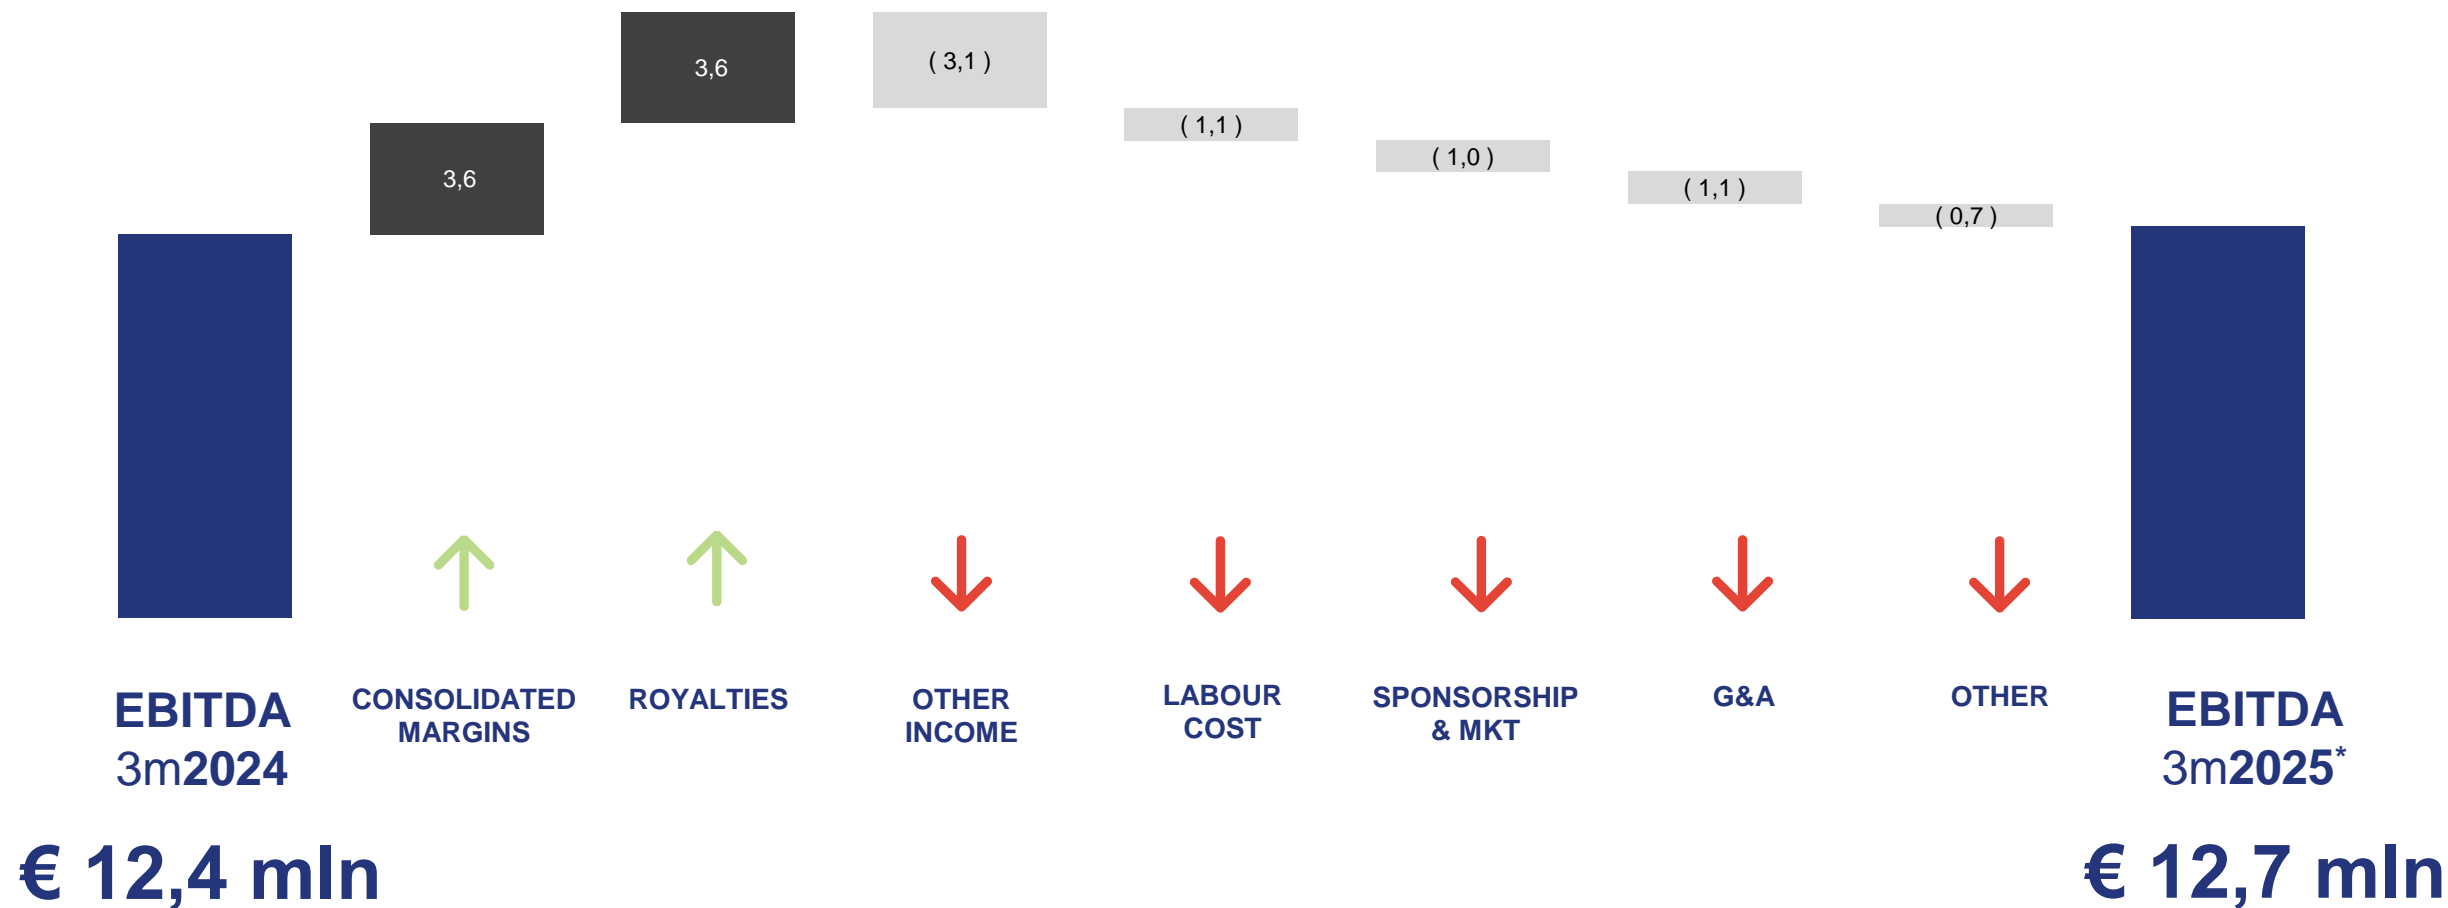 3,6
3,6
( 3,1 )
( 1,1 )
( 1,0 )
( 1,1 )
( 0,7 )
EBITDA
3m2024
CONSOLIDATED
MARGINS
ROYALTIES
OTHER
INCOME
LABOUR
COST
SPONSORSHIP
& MKT
G&A
OTHER
EBITDA
3m2025*
€ 12,4 mln
€ 12,7 mln